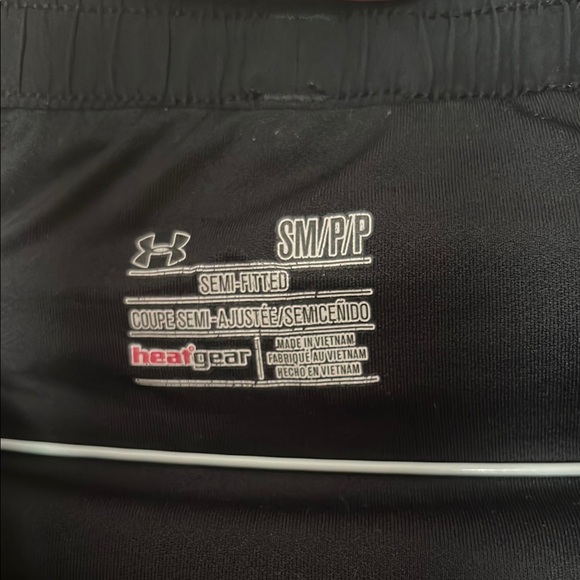 SM/P/P
SEMI-FITTED
COUPE SEMI-AJUSTÉE/SEMICEÑIDO
heatgear
MADE IN VIETNAM
FABRIQUÉ AU VIETNAM
HECHO EN VIETNAM